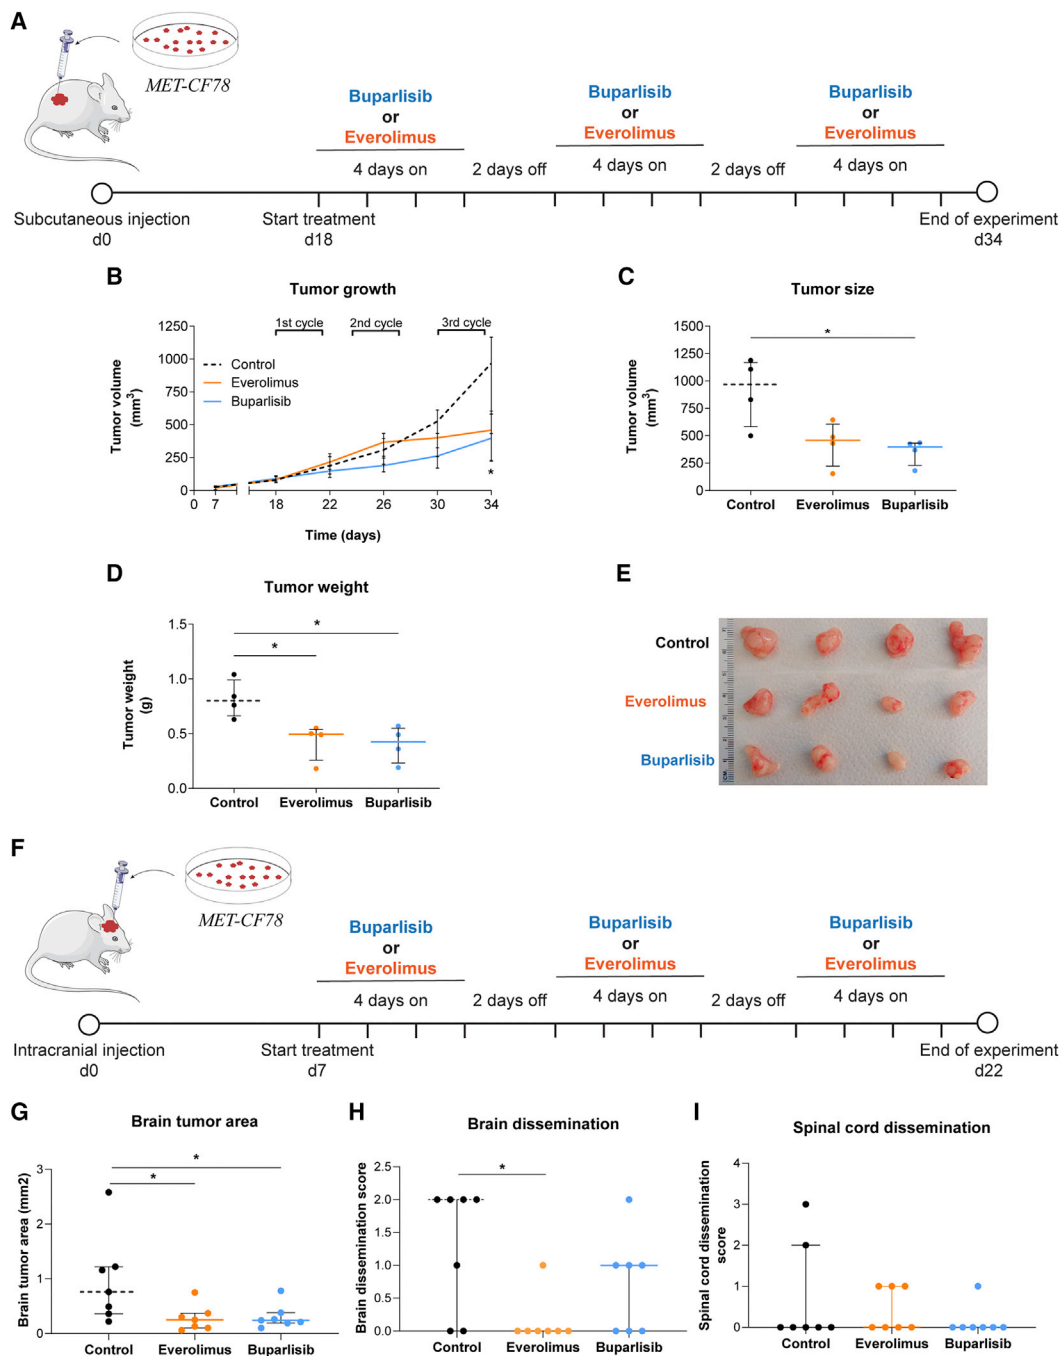 A
MET-CF78
Buparlisib
or
Everolimus
4 days on
2 days off
Buparlisib
or
Everolimus
4 days on
2 days off
Buparlisib
or
Everolimus
4 days on
Subcutaneous injection
d0
Start treatment
d18
End of experiment
d34
B
Tumor growth
1st cycle
2nd cycle
3rd cycle
Control
Everolimus
Buparlisib
Tumor volume
(mm3)
1250
1000
750
500
250
0
0 7 18 22 26 30 34
*
Time (days)
C
Tumor size
*
Tumor volume
(mm3)
1500
1250
1000
750
500
250
0
Control Everolimus Buparlisib
D
Tumor weight
*
*
Tumor weight
(g)
1.5
1.0
0.5
0.0
Control Everolimus Buparlisib
E
Control
Everolimus
Buparlisib
F
MET-CF78
Buparlisib
or
Everolimus
4 days on
2 days off
Buparlisib
or
Everolimus
4 days on
2 days off
Buparlisib
or
Everolimus
4 days on
Intracranial injection
d0
Start treatment
d7
End of experiment
d22
G
Brain tumor area
*
*
Brain tumor area (mm2)
3
2
1
0
Control Everolimus Buparlisib
H
Brain dissemination
*
Brain dissemination score
2.5
2.0
1.5
1.0
0.5
0.0
Control Everolimus Buparlisib
I
Spinal cord dissemination
Spinal cord dissemination
score
4
3
2
1
0
Control Everolimus Buparlisib